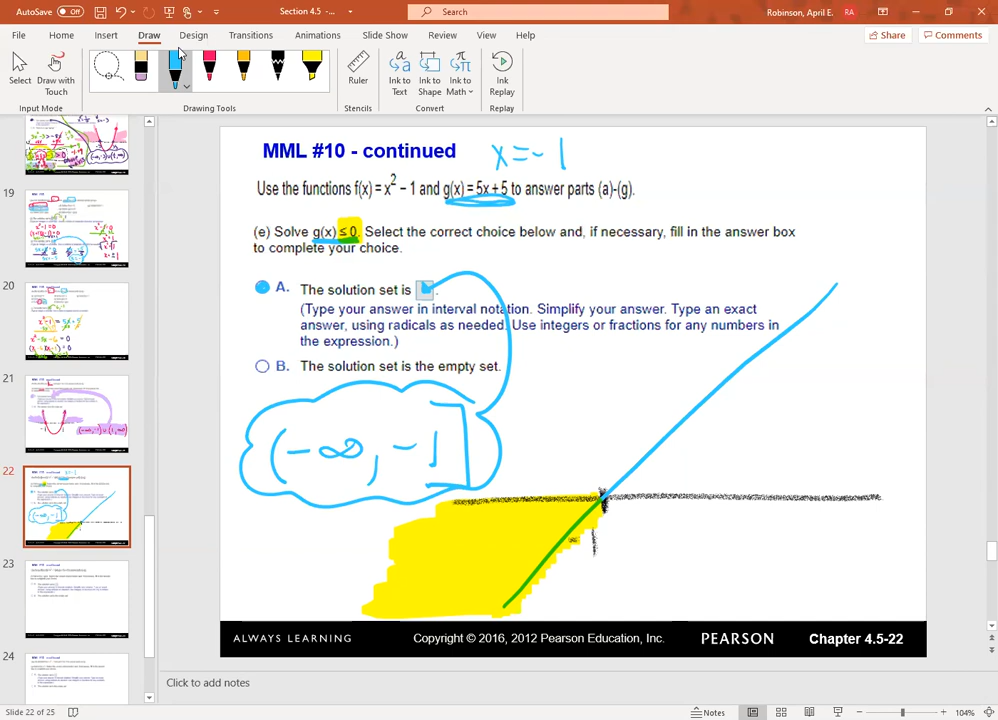 AutoSave Off
Section 4.5 -
Search
Robinson, April E.
RA
File Home Insert Draw Design Transitions Animations Slide Show Review View Help
Share Comments
Select
Draw with Touch
Ruler
Ink to Text
Ink to Shape
Ink to Math
Ink Replay
Input Mode
Drawing Tools
Stencils
Convert
Replay
19
20
21
22
23
24
MML #10 - continued
x = - 1
Use the functions f(x) = x² − 1 and g(x) = 5x + 5 to answer parts (a)-(g).
(e) Solve g(x) ≤ 0. Select the correct choice below and, if necessary, fill in the answer box
to complete your choice.
A. The solution set is .
(Type your answer in interval notation. Simplify your answer. Type an exact
answer, using radicals as needed. Use integers or fractions for any numbers in
the expression.)
B. The solution set is the empty set.
(-∞, -1]
-1
ALWAYS LEARNING
Copyright © 2016, 2012 Pearson Education, Inc.
PEARSON
Chapter 4.5-22
Click to add notes
Slide 22 of 25
Notes
104%